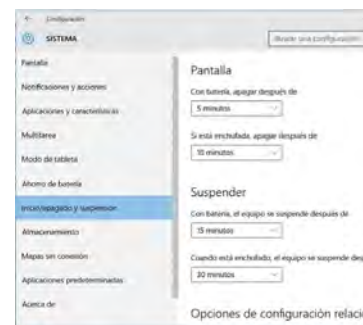 Configuración
SISTEMA
Buscar una configuración
Pantalla
Notificaciones y acciones
Aplicaciones y características
Multitarea
Modo de tableta
Ahorro de batería
Inicio/apagado y suspensión
Almacenamiento
Mapas sin conexión
Aplicaciones predeterminadas
Acerca de
Pantalla
Con batería, apagar después de
5 minutos
Si está enchufado, apagar después de
15 minutos
Suspender
Con batería, el equipo se suspende después de
15 minutos
Cuando está enchufado, el equipo se suspende des
30 minutos
Opciones de configuración relaci